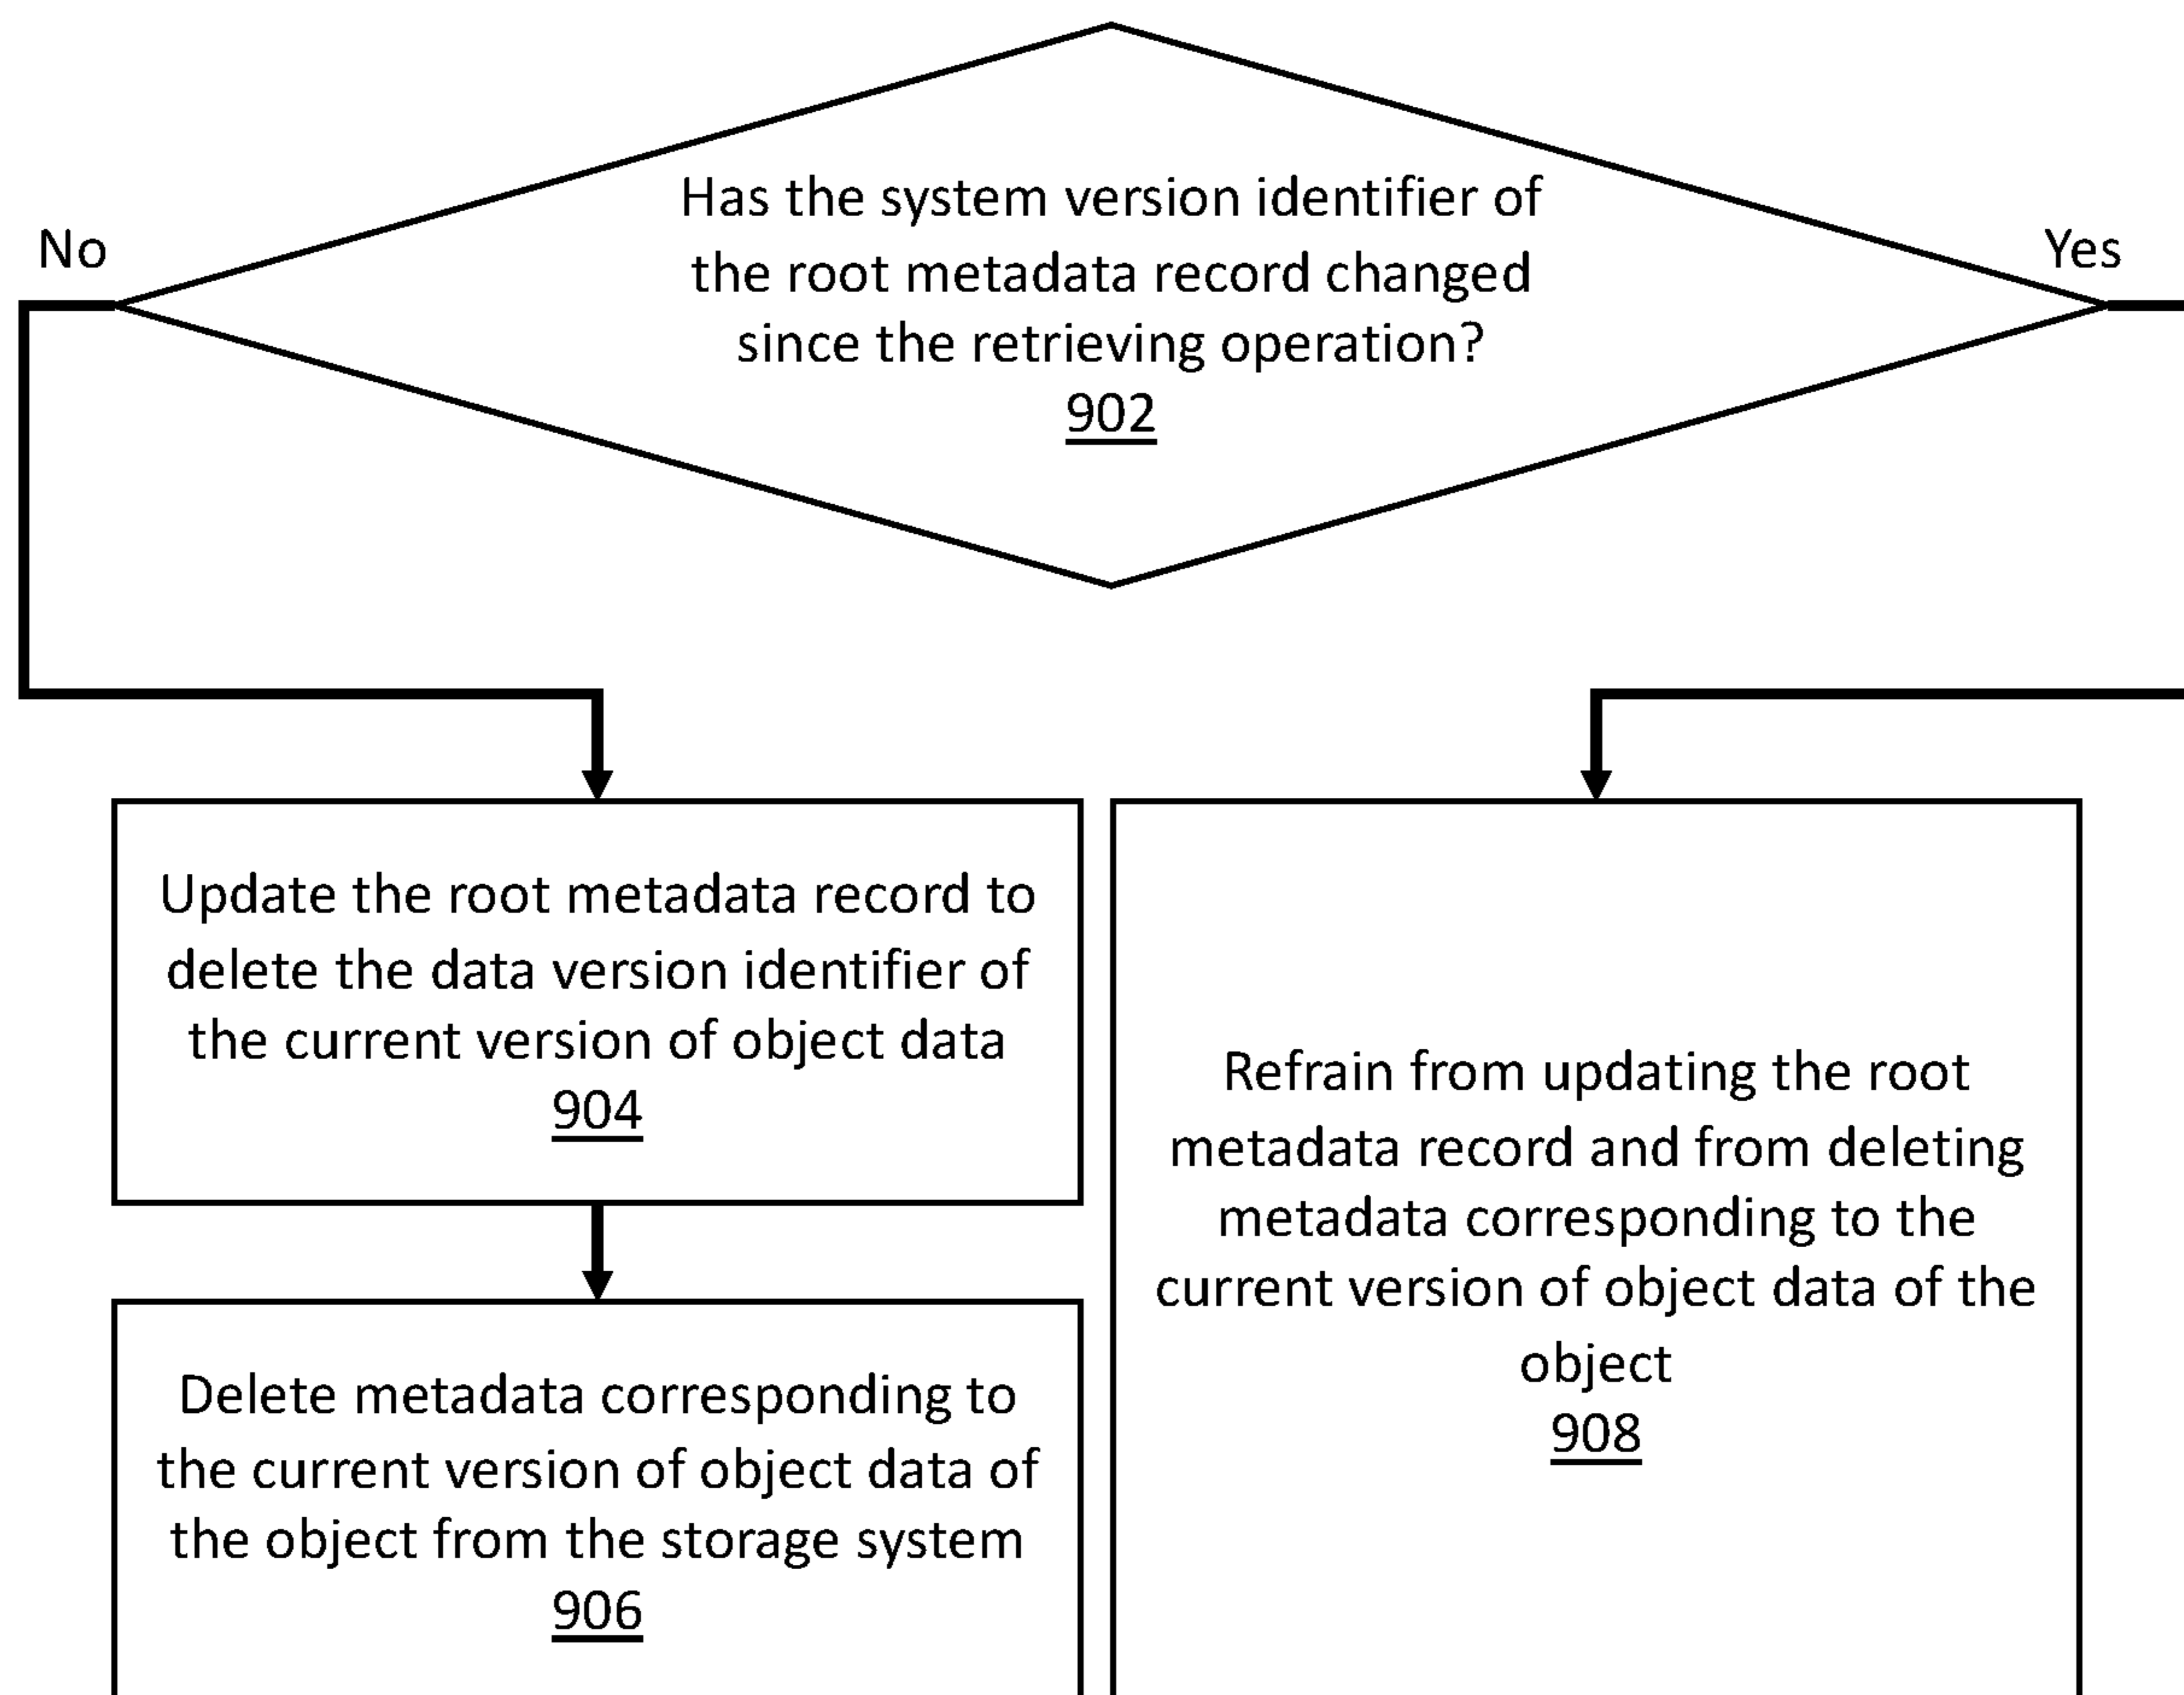 Has the system version identifier of
the root metadata record changed
since the retrieving operation?
902
No
Yes
Update the root metadata record to
delete the data version identifier of
the current version of object data
904
Delete metadata corresponding to
the current version of object data of
the object from the storage system
906
Refrain from updating the root
metadata record and from deleting
metadata corresponding to the
current version of object data of the
object
908